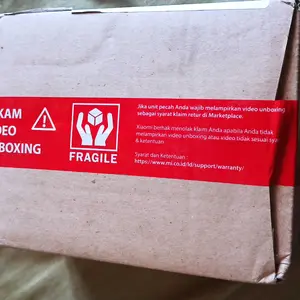 KAM
DEO
BOXING
FRAGILE
Jika unit pecah Anda wajib melampirkan video unboxing
sebagai syarat klaim retur di Marketplace.
Xiaomi berhak menolak klaim Anda apabila Anda tidak
melampirkan video unboxing atau video tidak sesuai
& ketentuan
Syarat dan Ketentuan :
https://www.mi.co.id/id/support/warranty/